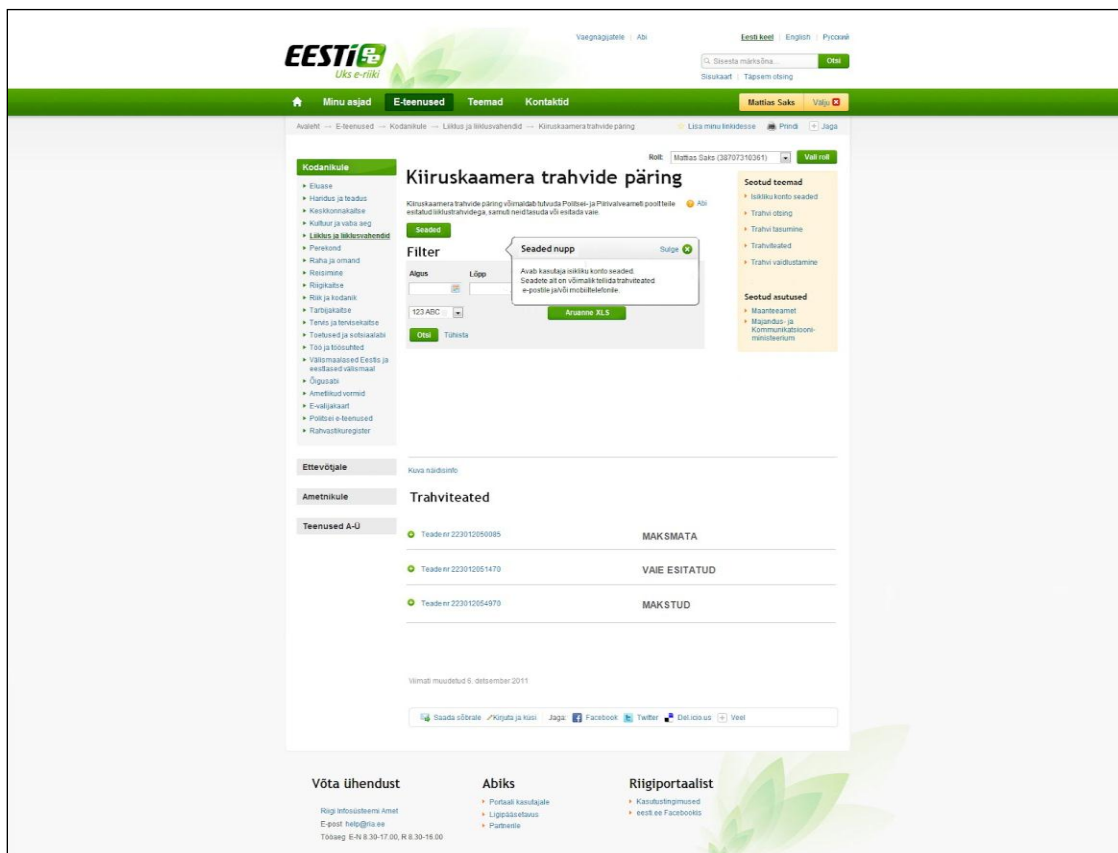 EESTi ee
Üks e-riiki
Vaegnägijatele | Abi
Eesti keel | English | Русский
Sisesta märksõna...
Otsi
Sisukaart | Täpsem otsing
Minu asjad
E-teenused
Teemad
Kontaktid
Mattias Saks
Välju
Avaleht → E-teenused → Kodanikule → Liiklus ja liiklusvahendid → Kiiruskaamera trahvide päring
Lisa minu linkidesse
Prindi
Jaga
Roll: Mattias Saks (38707310361)
Vali roll
Kodanikule
Eluase
Haridus ja teadus
Keskkonnakaitse
Kultuur ja vaba aeg
Liiklus ja liiklusvahendid
Perekond
Raha ja omand
Reisimine
Riigikaitse
Riik ja kodanik
Tarbijakaitse
Tervis ja tervisekaitse
Toetused ja sotsiaalabi
Töö ja töösuhted
Välismaalased Eestis ja
eestlased välismaal
Õigusabi
Ametlikud vormid
E-valijakaart
Politsei e-teenused
Rahvastikuregister
Ettevõtjale
Ametnikule
Teenused A-Ü
Kiiruskaamera trahvide päring
Kiiruskaamera trahvide päring võimaldab tutvuda Politsei- ja Piirivalveameti poolt teile
esitatud liiklustrahvidega, samuti neid tasuda või esitada vaie.
Abi
Seaded
Filter
Algus
Lõpp
Seaded nupp
Sulge
Avab kasutaja isikliku konto seaded.
Seadete alt on võimalik tellida trahviteated
e-postile ja/või mobiiltelefonile.
123 ABC
Aruanne XLS
Otsi
Tühista
Seotud teemad
Isikliku konto seaded
Trahvi otsing
Trahvi tasumine
Trahviteated
Trahvi vaidlustamine
Seotud asutused
Maanteeamet
Majandus- ja
Kommunikatsiooni-
ministeerium
Kuva näidisinfo
Trahviteated
Teade nr 223012050085
MAKSMATA
Teade nr 223012051470
VAIE ESITATUD
Teade nr 223012054970
MAKSTUD
Viimati muudetud 6. detsember 2011
Saada sõbrale
Kirjuta ja küsi
Jaga:
Facebook
Twitter
Del.icio.us
Veel
Võta ühendust
Riigi Infosüsteemi Amet
E-post: help@ria.ee
Tööaeg: E-N 8.30-17.00, R 8.30-16.00
Abiks
Portaali kasutajale
Ligipääsetavus
Partnerile
Riigiportaalist
Kasutustingimused
eesti.ee Facebookis